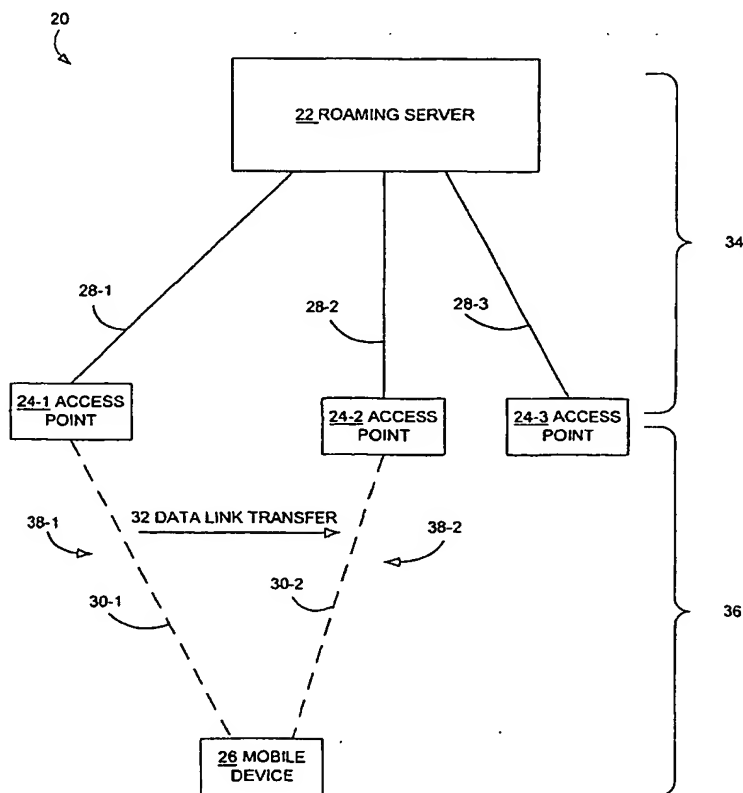 20
22 ROAMING SERVER
34
28-1
28-2
28-3
24-1 ACCESS
POINT
24-2 ACCESS
POINT
24-3 ACCESS
POINT
32 DATA LINK TRANSFER
38-1
38-2
30-1
30-2
36
26 MOBILE
DEVICE